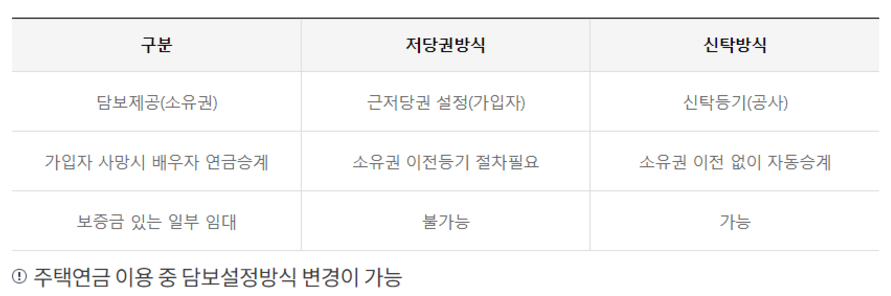 구분 저당권방식 신탁방식
담보제공(소유권) 근저당권 설정(가입자) 신탁등기(공사)
가입자 사망시 배우자 연금승계 소유권 이전등기 절차필요 소유권 이전 없이 자동승계
보증금 있는 일부 임대 불가능 가능
주택연금 이용 중 담보설정방식 변경이 가능